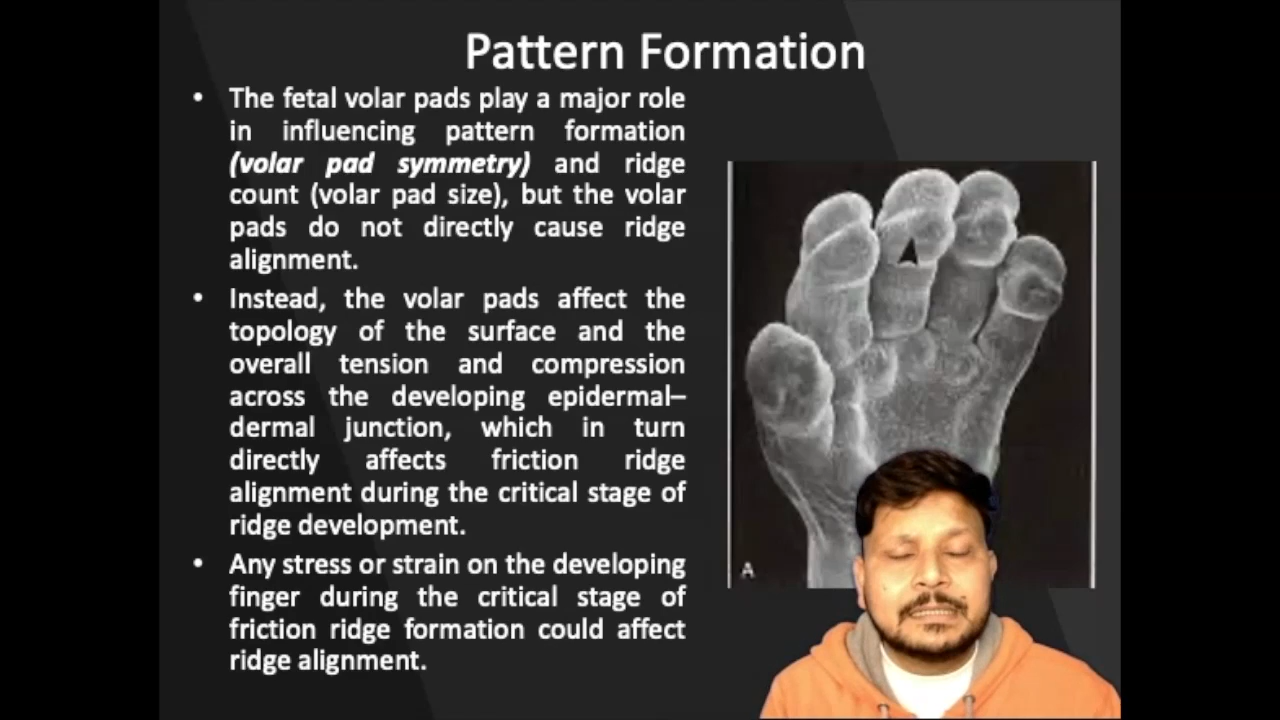 Pattern Formation
• The fetal volar pads play a major role
in influencing pattern formation
(volar pad symmetry) and ridge
count (volar pad size), but the volar
pads do not directly cause ridge
alignment.
• Instead, the volar pads affect the
topology of the surface and the
overall tension and compression
across the developing epidermal–
dermal junction, which in turn
directly affects friction ridge
alignment during the critical stage of
ridge development.
• Any stress or strain on the developing
finger during the critical stage of
friction ridge formation could affect
ridge alignment.
A